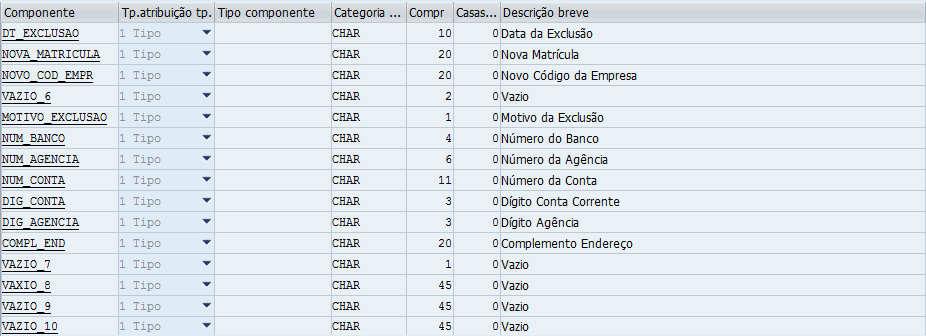 Componente Tp.atribuição tp. Tipo componente Categoria ... Compr Casas... Descrição breve
DT_EXCLUSAO 1 Tipo CHAR 10 0 Data da Exclusão
NOVA_MATRICULA 1 Tipo CHAR 20 0 Nova Matrícula
NOVO_COD_EMPR 1 Tipo CHAR 20 0 Novo Código da Empresa
VAZIO_6 1 Tipo CHAR 2 0 Vazio
MOTIVO_EXCLUSAO 1 Tipo CHAR 1 0 Motivo da Exclusão
NUM_BANCO 1 Tipo CHAR 4 0 Número do Banco
NUM_AGENCIA 1 Tipo CHAR 6 0 Número da Agência
NUM_CONTA 1 Tipo CHAR 11 0 Número da Conta
DIG_CONTA 1 Tipo CHAR 3 0 Dígito Conta Corrente
DIG_AGENCIA 1 Tipo CHAR 3 0 Dígito Agência
COMPL_END 1 Tipo CHAR 20 0 Complemento Endereço
VAZIO_7 1 Tipo CHAR 1 0 Vazio
VAXIO_8 1 Tipo CHAR 45 0 Vazio
VAZIO_9 1 Tipo CHAR 45 0 Vazio
VAZIO_10 1 Tipo CHAR 45 0 Vazio